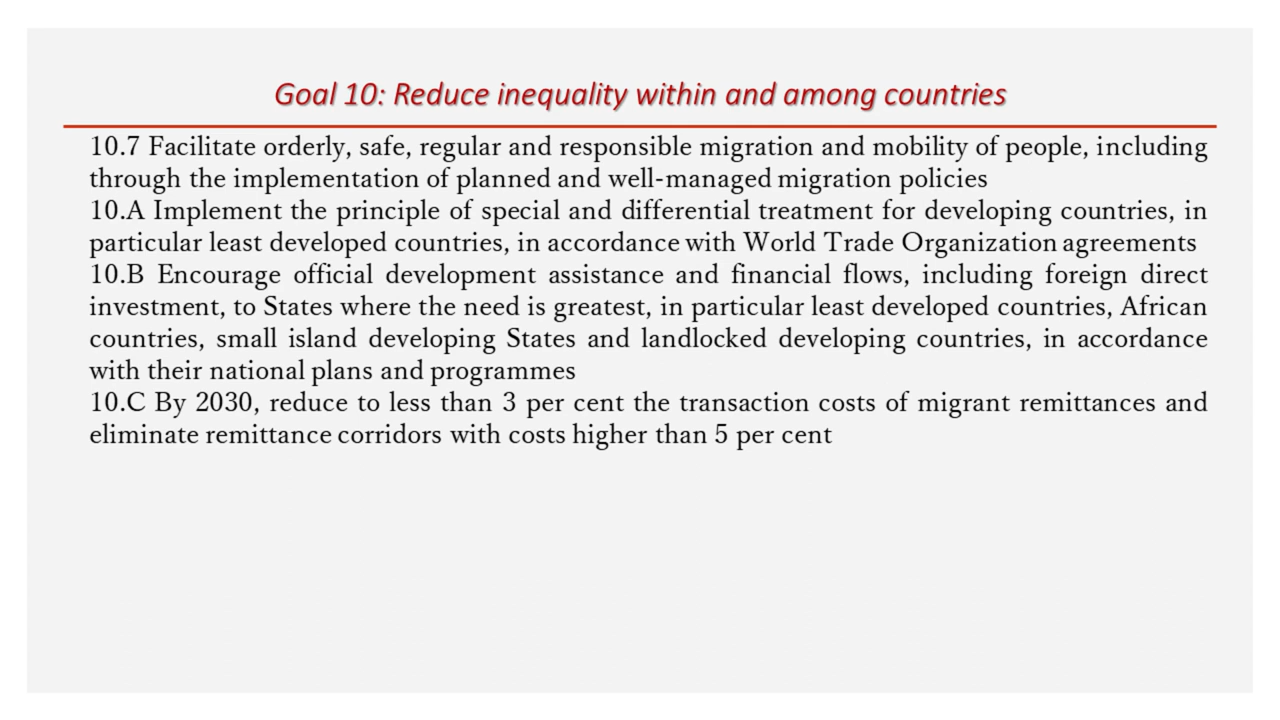 Goal 10: Reduce inequality within and among countries
10.7 Facilitate orderly, safe, regular and responsible migration and mobility of people, including
through the implementation of planned and well-managed migration policies
10.A Implement the principle of special and differential treatment for developing countries, in
particular least developed countries, in accordance with World Trade Organization agreements
10.B Encourage official development assistance and financial flows, including foreign direct
investment, to States where the need is greatest, in particular least developed countries, African
countries, small island developing States and landlocked developing countries, in accordance
with their national plans and programmes
10.C By 2030, reduce to less than 3 per cent the transaction costs of migrant remittances and
eliminate remittance corridors with costs higher than 5 per cent